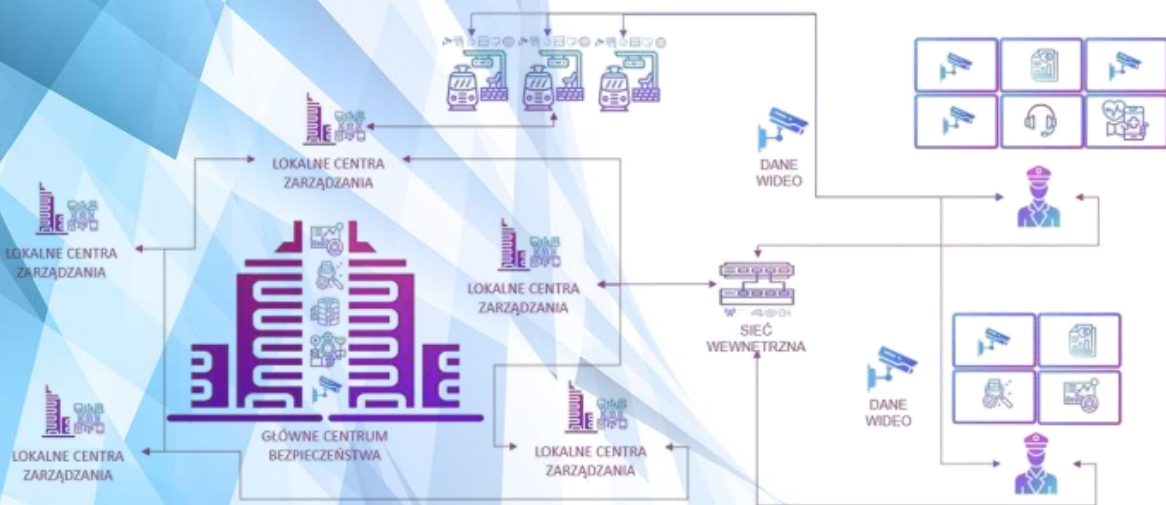 LOKALNE CENTRA
ZARZĄDZANIA
DANE
WIDEO
LOKALNE CENTRA
ZARZĄDZANIA
LOKALNE CENTRA
ZARZĄDZANIA
SIEĆ
WEWNĘTRZNA
GŁÓWNE CENTRUM
BEZPIECZEŃSTWA
LOKALNE CENTRA
ZARZĄDZANIA
LOKALNE CENTRA
ZARZĄDZANIA
DANE
WIDEO